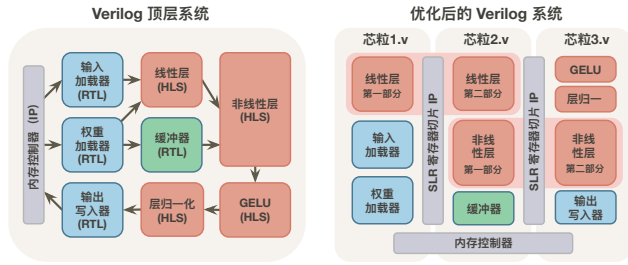 Verilog 顶层系统
内存控制器（IP）
输入
加载器
(RTL)
线性层
(HLS)
非线性层
(HLS)
权重
加载器
(RTL)
缓冲器
(RTL)
输出
写入器
(RTL)
层归一化
(HLS)
GELU
(HLS)
优化后的 Verilog 系统
芯粒1.v
芯粒2.v
芯粒3.v
线性层
第一部分
SLR 寄存器切片 IP
线性层
第二部分
SLR 寄存器切片 IP
GELU
层归一
输入
加载器
非线
性层
第一部分
非线
性层
第二部分
权重
加载器
缓冲器
输出
写入器
内存控制器